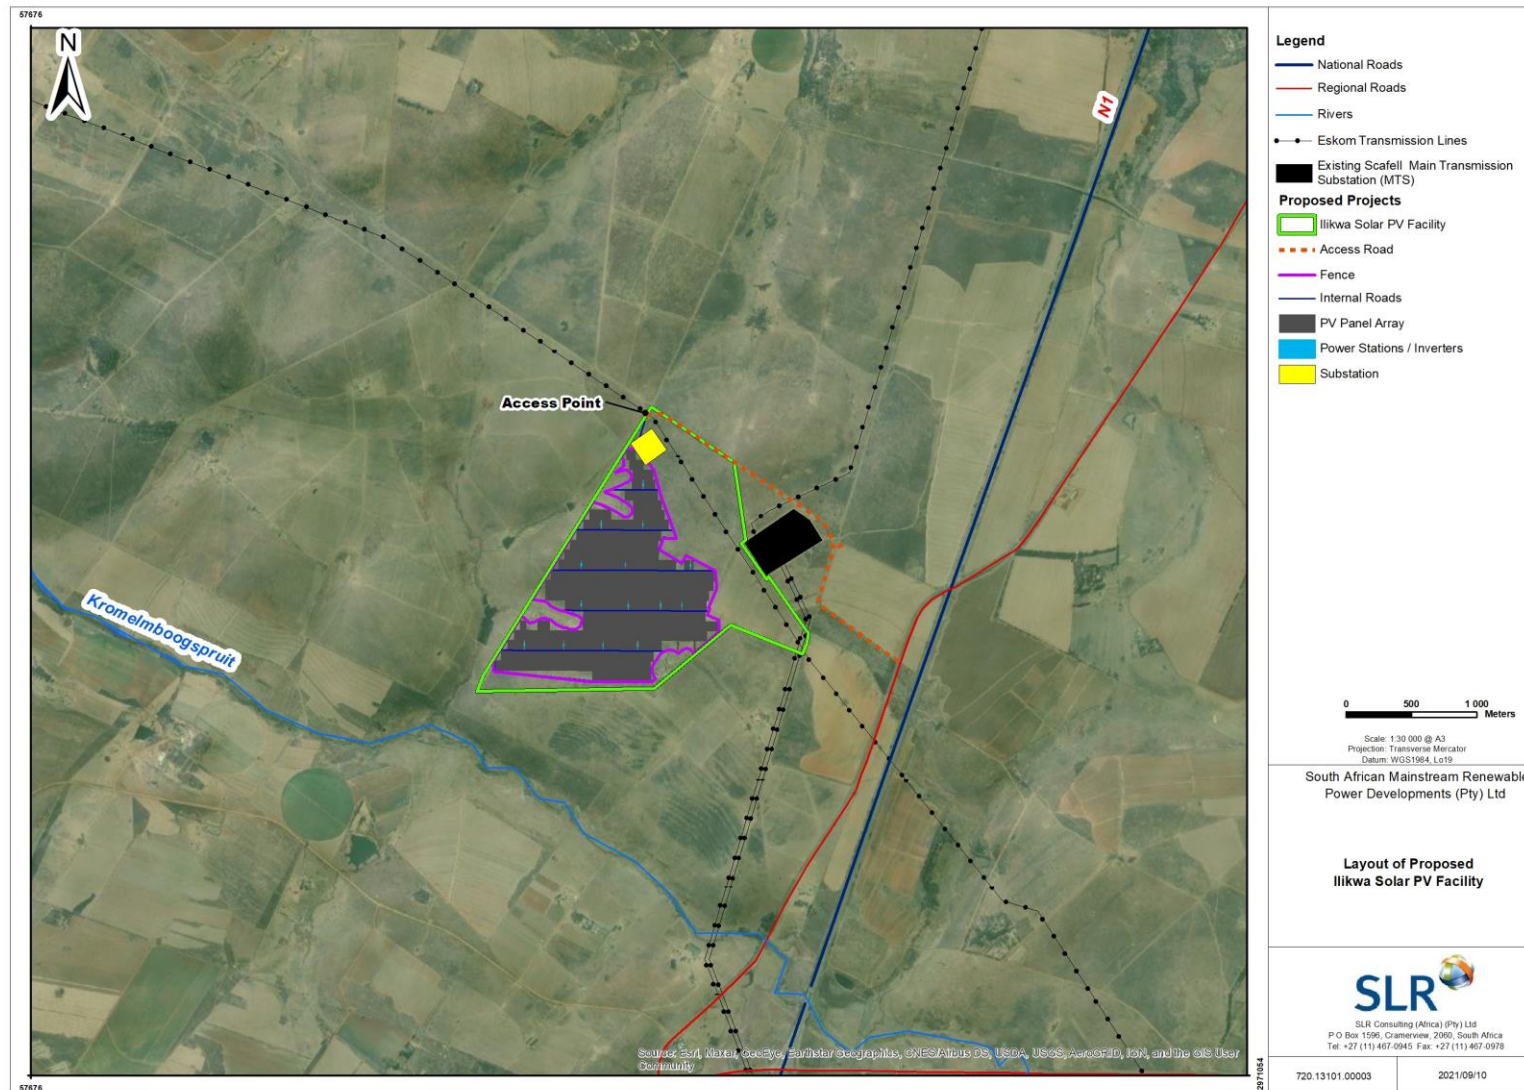 57676
N
N1
Access Point
Kromelmboogspruit
Source: Esri, Maxar, GeoEye, Earthstar Geographics, CNES/Airbus DS, USDA, USGS, AeroGRID, IGN, and the GIS User
Community
57676
2971054
Legend
National Roads
Regional Roads
Rivers
Eskom Transmission Lines
Existing Scafell Main Transmission
Substation (MTS)
Proposed Projects
Ilikwa Solar PV Facility
Access Road
Fence
Internal Roads
PV Panel Array
Power Stations / Inverters
Substation
0 500 1 000
Meters
Scale: 1:30 000 @ A3
Projection: Transverse Mercator
Datum: WGS1984, Lo19
South African Mainstream Renewable
Power Developments (Pty) Ltd
Layout of Proposed
Ilikwa Solar PV Facility
SLR
SLR Consulting (Africa) (Pty) Ltd
P O Box 1596, Cramerview, 2060, South Africa
Tel: +27 (11) 467-0945 Fax: +27 (11) 467-0978
720.13101.00003 2021/09/10